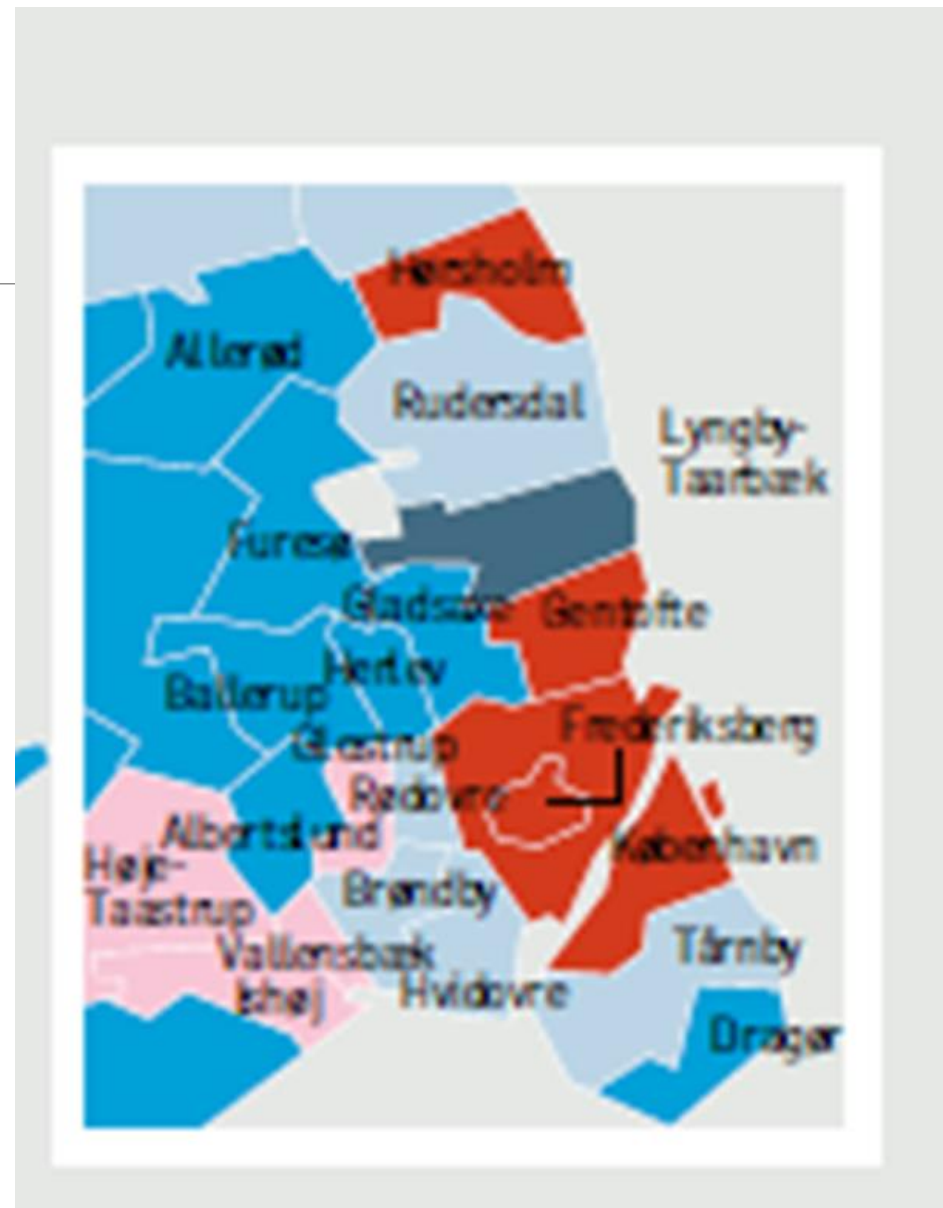 Hørsholm
Allerød
Rudersdal
Lyngby-
Taarbæk
Furesø
Gladsaxe
Gentofte
Herlev
Ballerup
Frederiksberg
Glostrup
Rødovre
Albertslund
København
Høje-
Taastrup
Brøndby
Vallensbæk
Tårnby
Ishøj
Hvidovre
Dragør